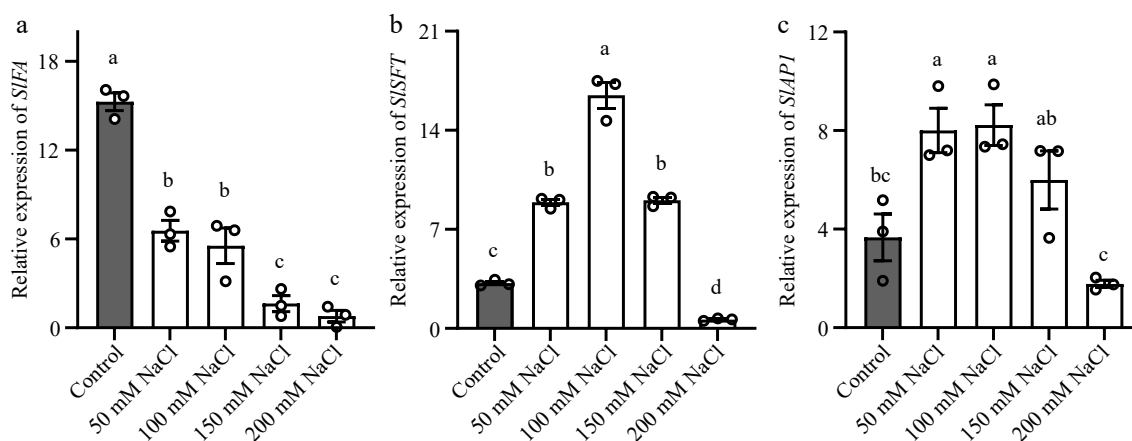 a
Relative expression of SlFA
18
12
6
0
a
b
b
c
c
Control
50 mM NaCl
100 mM NaCl
150 mM NaCl
200 mM NaCl
b
Relative expression of SlSFT
21
14
7
0
c
b
a
b
d
Control
50 mM NaCl
100 mM NaCl
150 mM NaCl
200 mM NaCl
c
Relative expression of SlAP1
12
8
4
0
bc
a
a
ab
c
Control
50 mM NaCl
100 mM NaCl
150 mM NaCl
200 mM NaCl